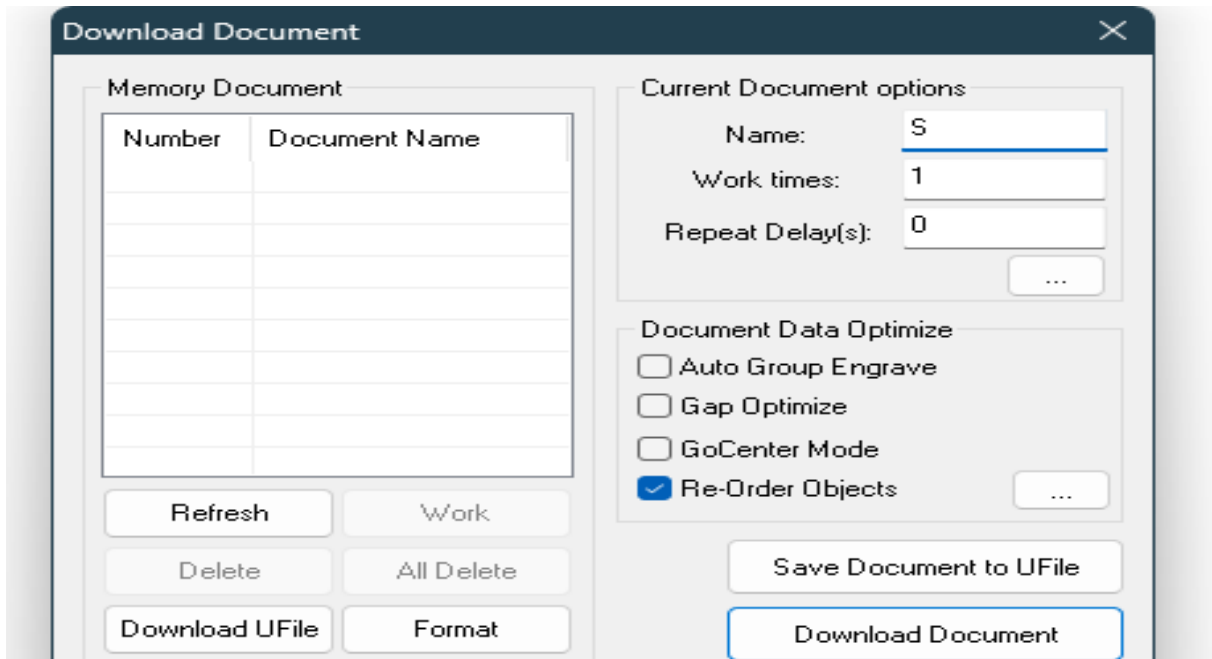 Download Document
Memory Document
Number Document Name
Refresh Work
Delete All Delete
Download UFile Format
Current Document options
Name: S
Work times: 1
Repeat Delay(s): 0
...
Document Data Optimize
Auto Group Engrave
Gap Optimize
GoCenter Mode
Re-Order Objects ...
Save Document to UFile
Download Document